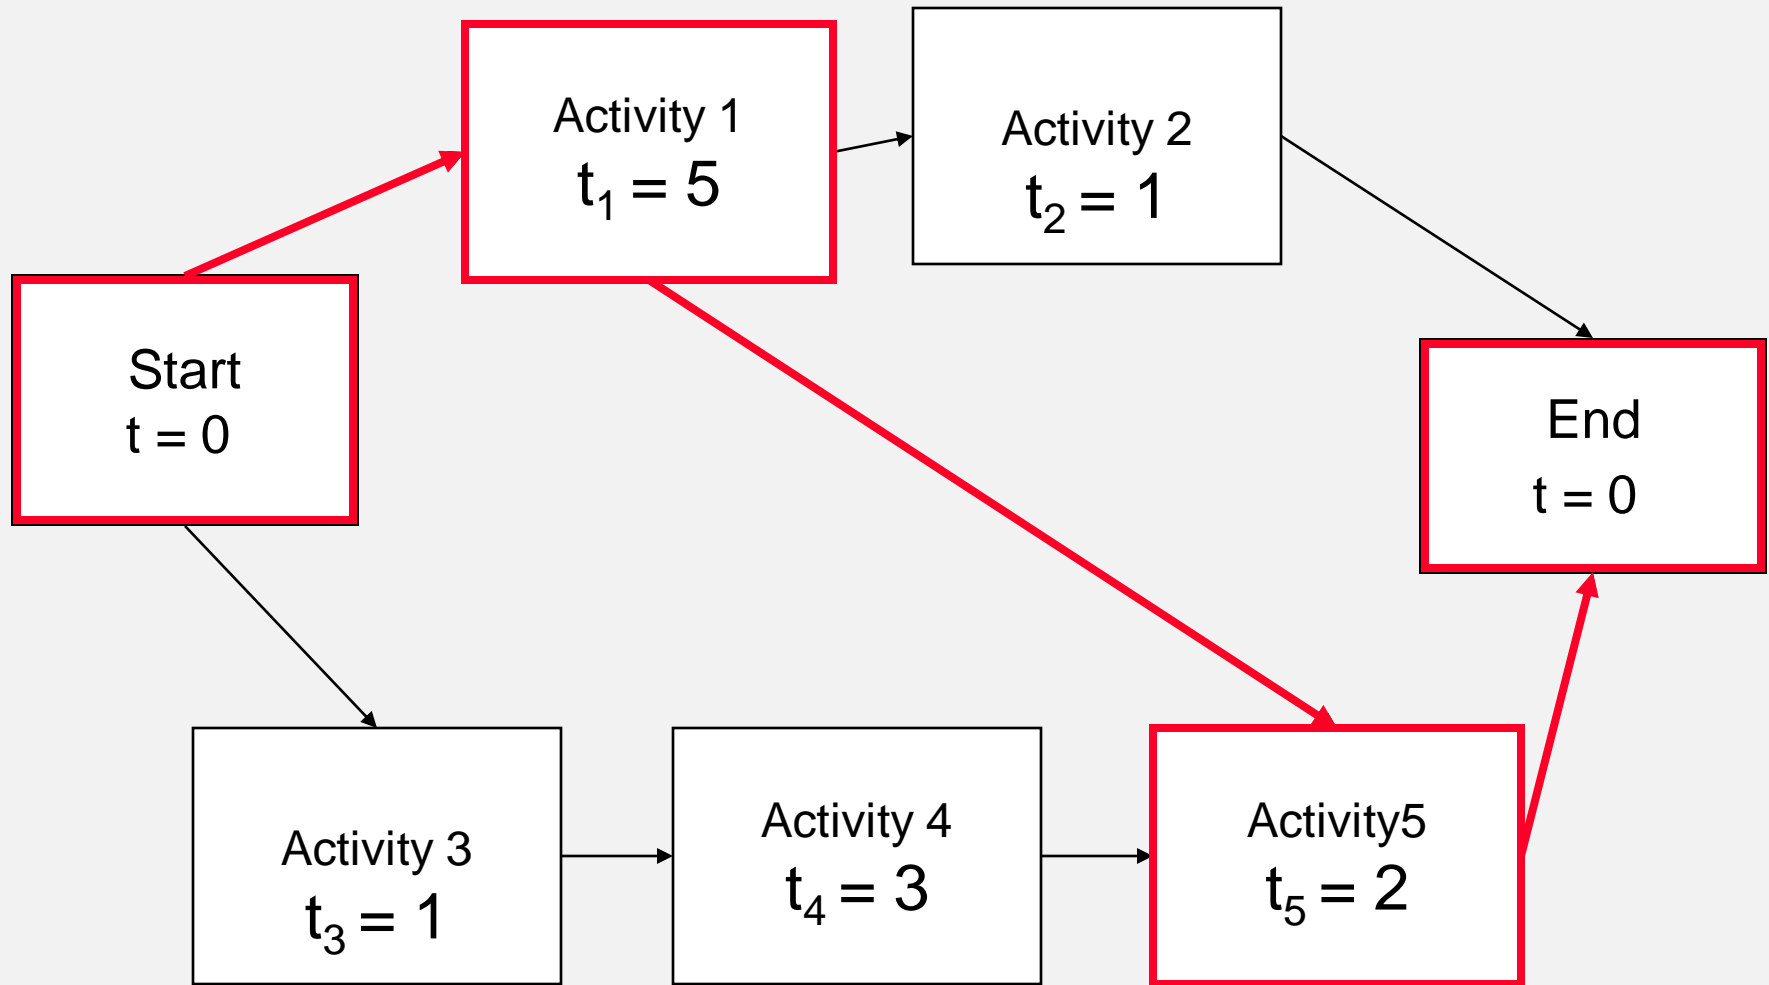 Activity 1
t₁ = 5
Activity 2
t₂ = 1
Start
t = 0
End
t = 0
Activity 3
t₃ = 1
Activity 4
t₄ = 3
Activity5
t₅ = 2